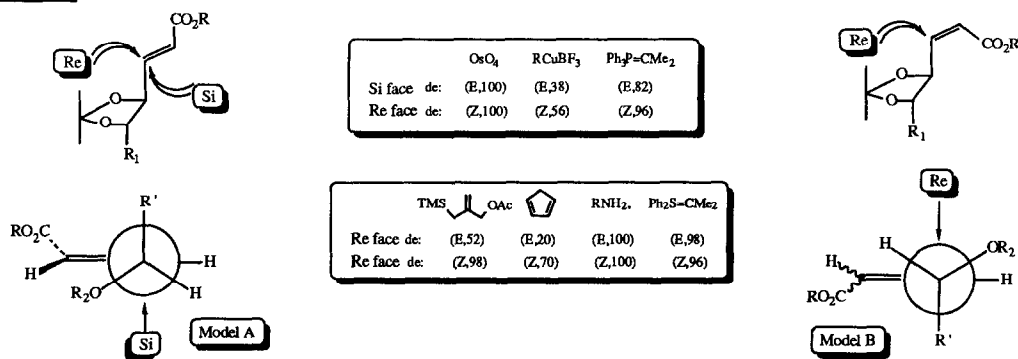 CO₂R
Re
Si
O
O
R₁
OsO₄ RCuBF₃ Ph₃P=CMe₂
Si face de: (E,100) (E,38) (E,82)
Re face de: (Z,100) (Z,56) (Z,96)
CO₂R
Re
O
O
R₁
TMS OAc RNH₂. Ph₂S=CMe₂
Re face de: (E,52) (E,20) (E,100) (E,98)
Re face de: (Z,98) (Z,70) (Z,100) (Z,96)
R'
RO₂C
H
H
H
R₂O
Si
Model A
Re
H
H
OR₂
H
RO₂C
R'
Model B